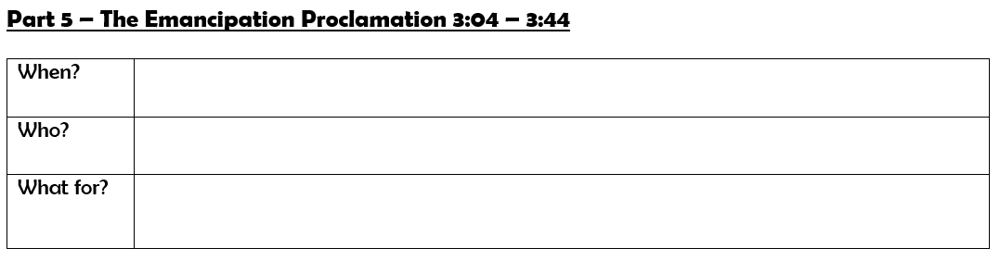 Part 5 – The Emancipation Proclamation 3:04 – 3:44
When?
Who?
What for?